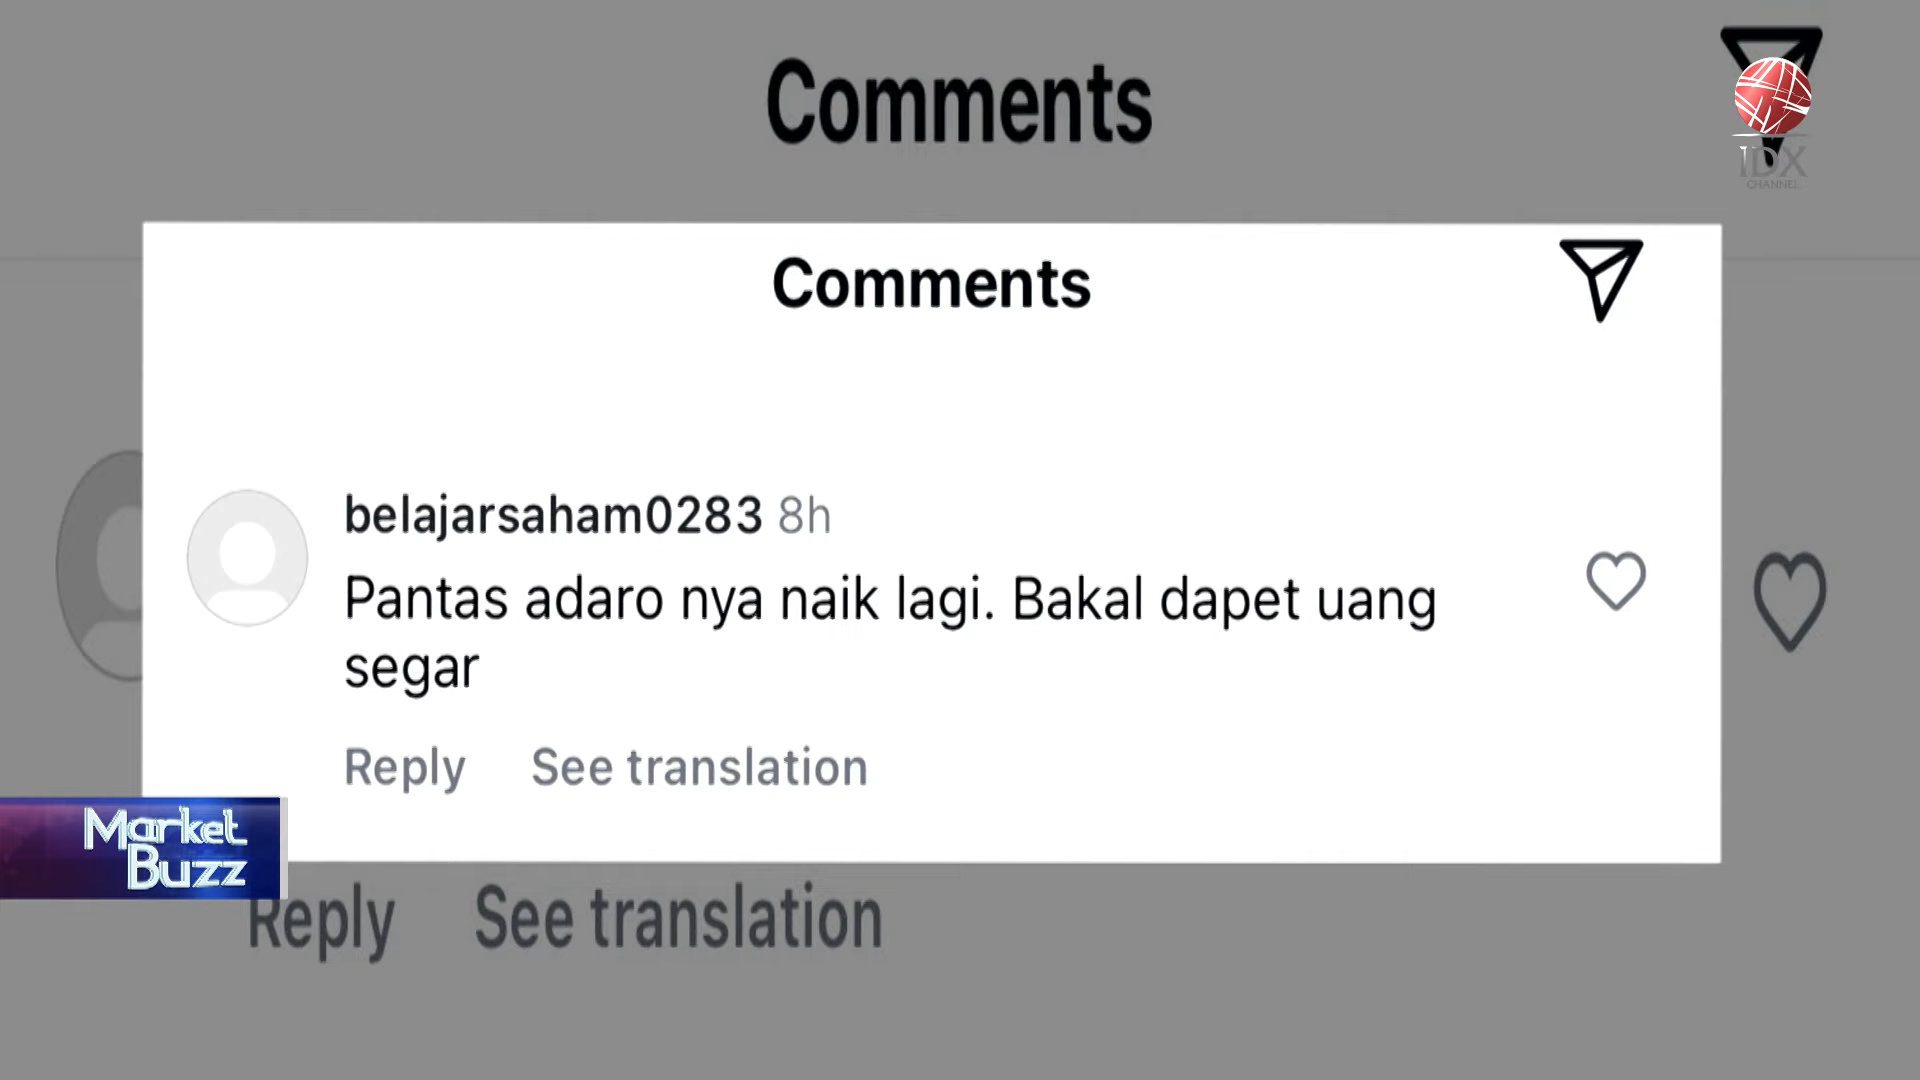 Comments
IDX
CHANNEL
Comments
belajarsaham0283 8h
Pantas adaro nya naik lagi. Bakal dapet uang
segar
Reply See translation
Market
Buzz
Reply See translation